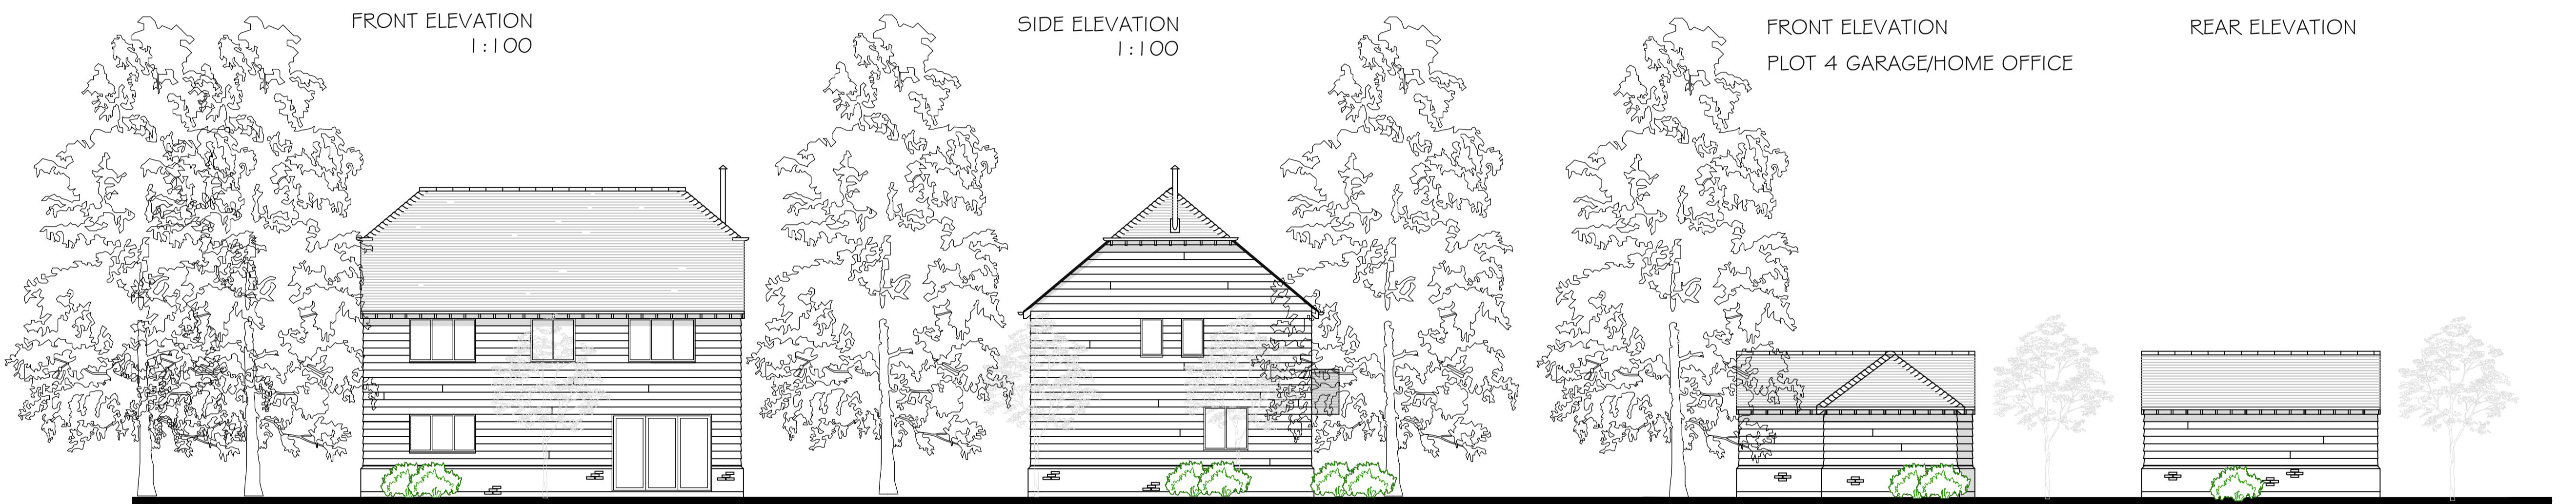 FRONT ELEVATION
1:100
SIDE ELEVATION
1:100
FRONT ELEVATION
PLOT 4 GARAGE/HOME OFFICE
REAR ELEVATION